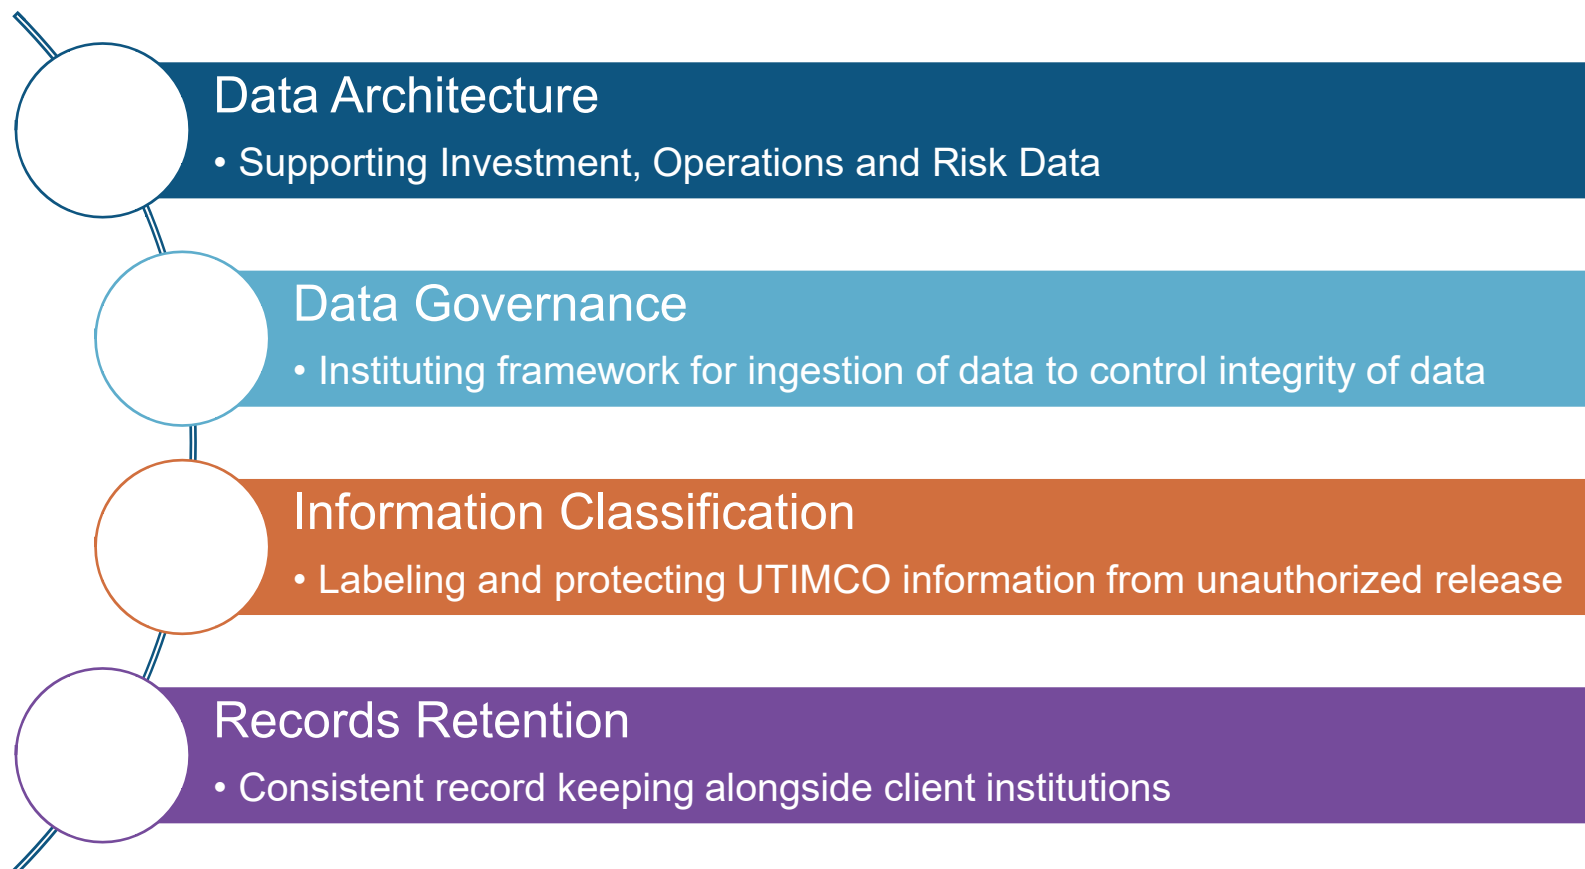 Data Architecture
• Supporting Investment, Operations and Risk Data
Data Governance
• Instituting framework for ingestion of data to control integrity of data
Information Classification
• Labeling and protecting UTIMCO information from unauthorized release
Records Retention
• Consistent record keeping alongside client institutions